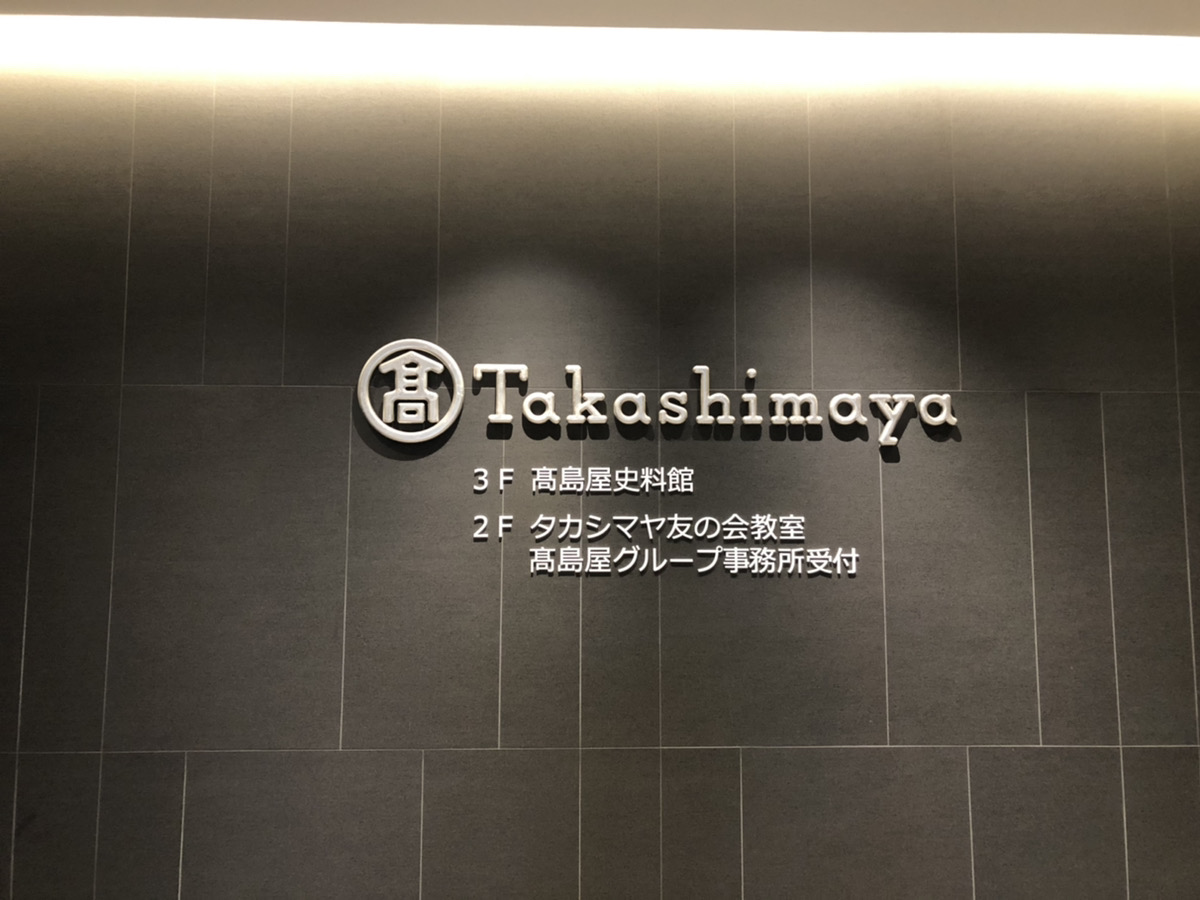 髙 Takashimaya
3F 髙島屋史料館
2F タカシマヤ友の会教室
髙島屋グループ事務所受付